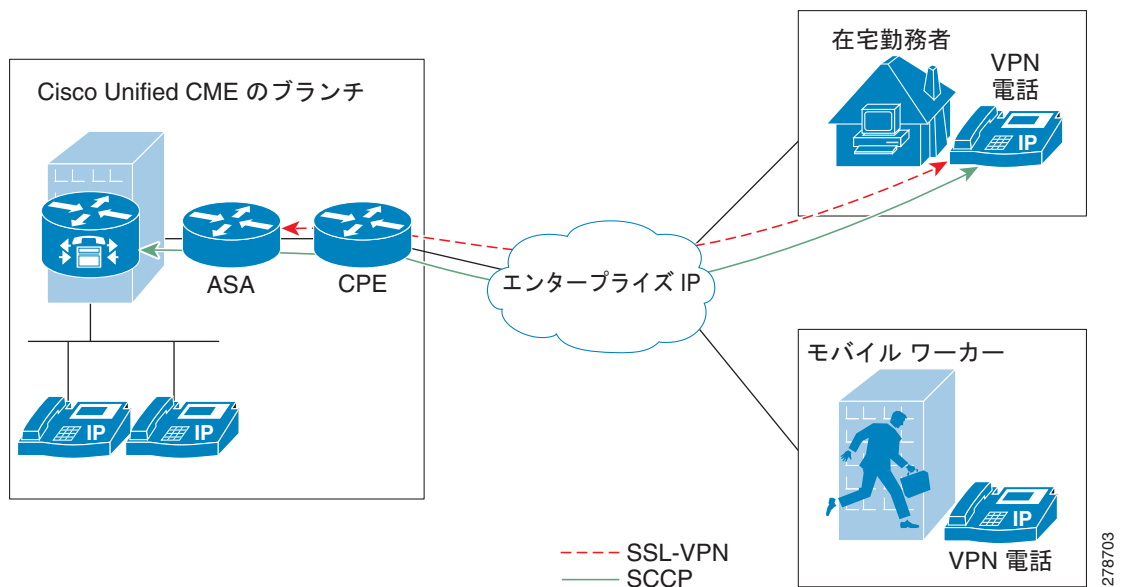 Cisco Unified CME のブランチ
ASA
CPE
IP
IP
エンタープライズ IP
在宅勤務者
VPN
電話
IP
モバイル ワーカー
IP
VPN 電話
SSL-VPN
SCCP
278703